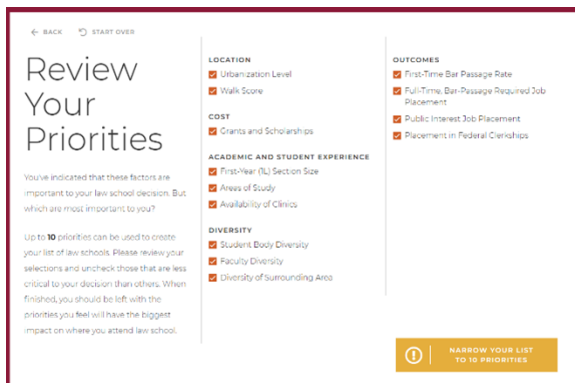 BACK START OVER
Review
Your
Priorities
You've indicated that these factors are
important to your law school decision. But
which are most important to you?
Up to 10 priorities can be used to create
your list of law schools. Please review your
selections and uncheck those that are less
critical to your decision than others. When
finished, you should be left with the
priorities you feel will have the biggest
impact on where you attend law school.
LOCATION
Urbanization Level
Walk Score
COST
Grants and Scholarships
ACADEMIC AND STUDENT EXPERIENCE
First-Year (1L) Section Size
Areas of Study
Availability of Clinics
DIVERSITY
Student Body Diversity
Faculty Diversity
Diversity of Surrounding Area
OUTCOMES
First-Time Bar Passage Rate
Full-Time, Bar-Passage Required Job
Placement
Public Interest Job Placement
Placement in Federal Clerkships
NARROW YOUR LIST
TO 10 PRIORITIES